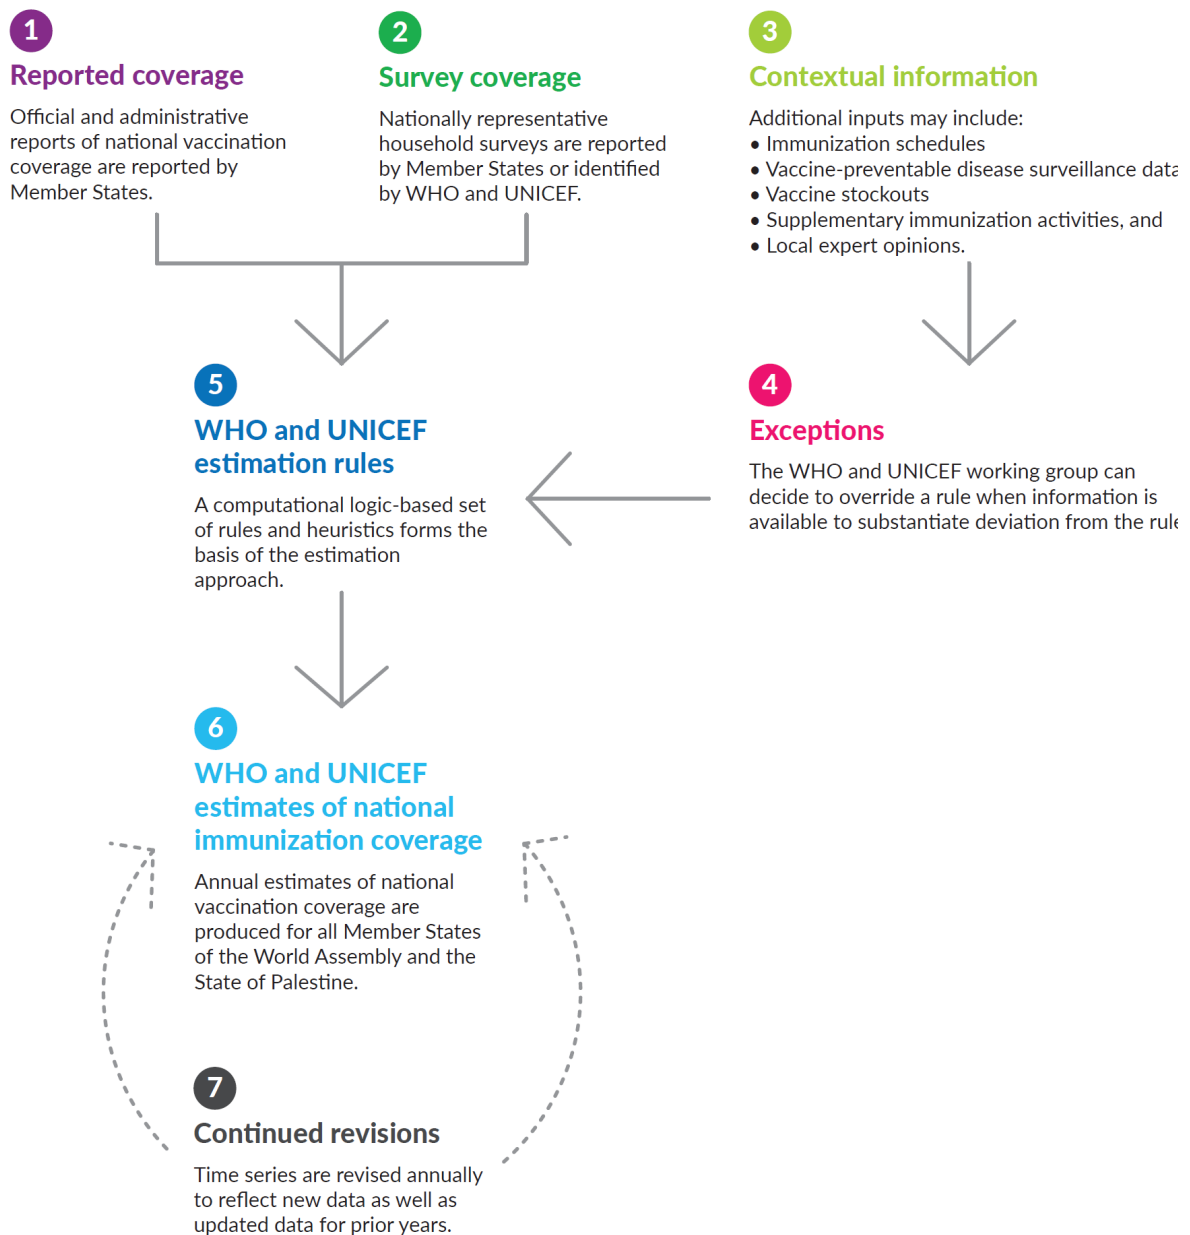 1
Reported coverage
Official and administrative
reports of national vaccination
coverage are reported by
Member States.
2
Survey coverage
Nationally representative
household surveys are reported
by Member States or identified
by WHO and UNICEF.
3
Contextual information
Additional inputs may include:
• Immunization schedules
• Vaccine-preventable disease surveillance data
• Vaccine stockouts
• Supplementary immunization activities, and
• Local expert opinions.
4
Exceptions
The WHO and UNICEF working group can
decide to override a rule when information is
available to substantiate deviation from the rule
5
WHO and UNICEF
estimation rules
A computational logic-based set
of rules and heuristics forms the
basis of the estimation
approach.
6
WHO and UNICEF
estimates of national
immunization coverage
Annual estimates of national
vaccination coverage are
produced for all Member States
of the World Assembly and the
State of Palestine.
7
Continued revisions
Time series are revised annually
to reflect new data as well as
updated data for prior years.